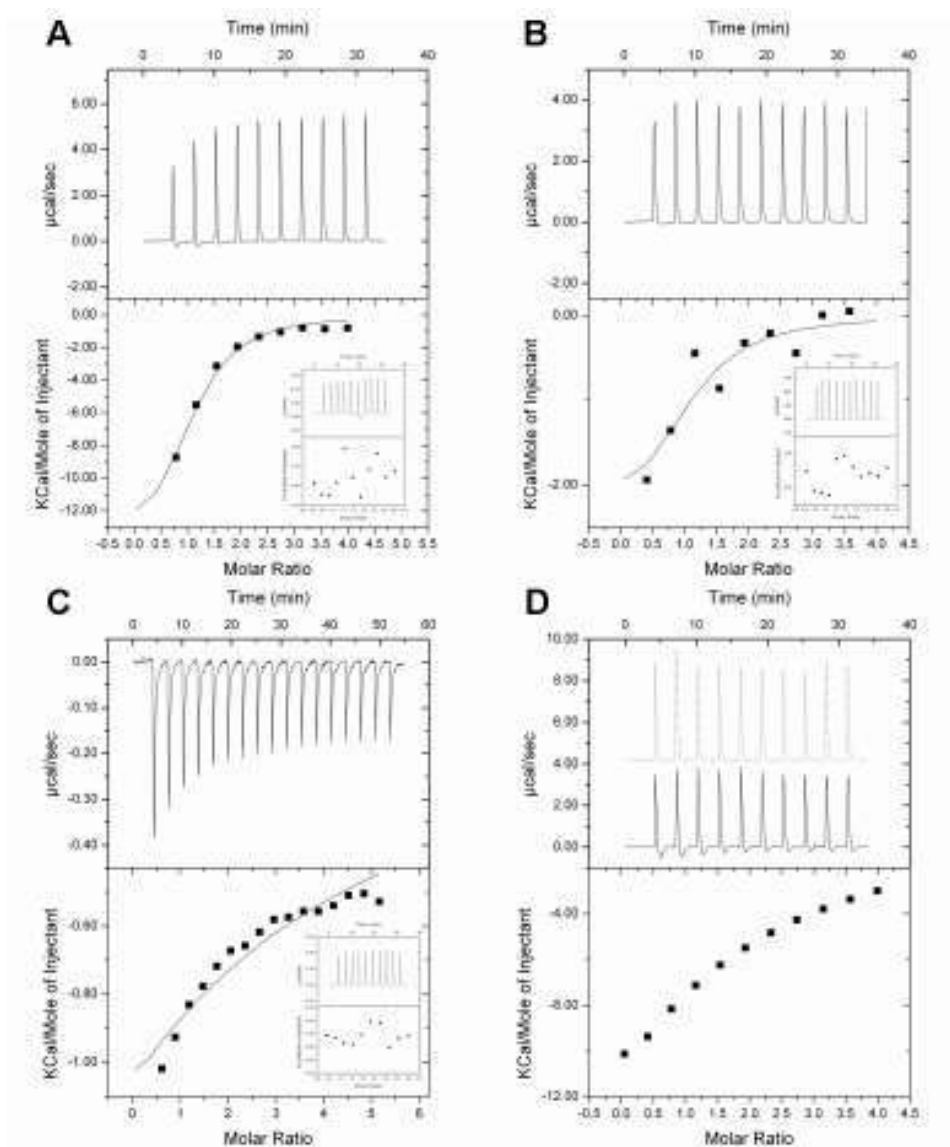 A
Time (min)
0 10 20 30 40
µcal/sec
6.00
4.00
2.00
0.00
-2.00
KCal/Mole of Injectant
0.00
-2.00
-4.00
-6.00
-8.00
-10.00
-12.00
-0.5 0.0 0.5 1.0 1.5 2.0 2.5 3.0 3.5 4.0 4.5 5.0 5.5
Molar Ratio
B
Time (min)
0 10 20 30 40
µcal/sec
4.00
2.00
0.00
-2.00
KCal/Mole of Injectant
0.00
-2.00
-0.5 0.0 0.5 1.0 1.5 2.0 2.5 3.0 3.5 4.0 4.5
Molar Ratio
C
Time (min)
0 5 10 15 20 25 30 35 40 45 50 55 60
µcal/sec
0.00
-0.10
-0.20
-0.30
-0.40
KCal/Mole of Injectant
-0.60
-0.80
-1.00
0 1 2 3 4 5 6
Molar Ratio
D
Time (min)
0 10 20 30 40
µcal/sec
10.00
8.00
6.00
4.00
2.00
0.00
KCal/Mole of Injectant
-4.00
-8.00
-12.00
-0.5 0.0 0.5 1.0 1.5 2.0 2.5 3.0 3.5 4.0 4.5
Molar Ratio